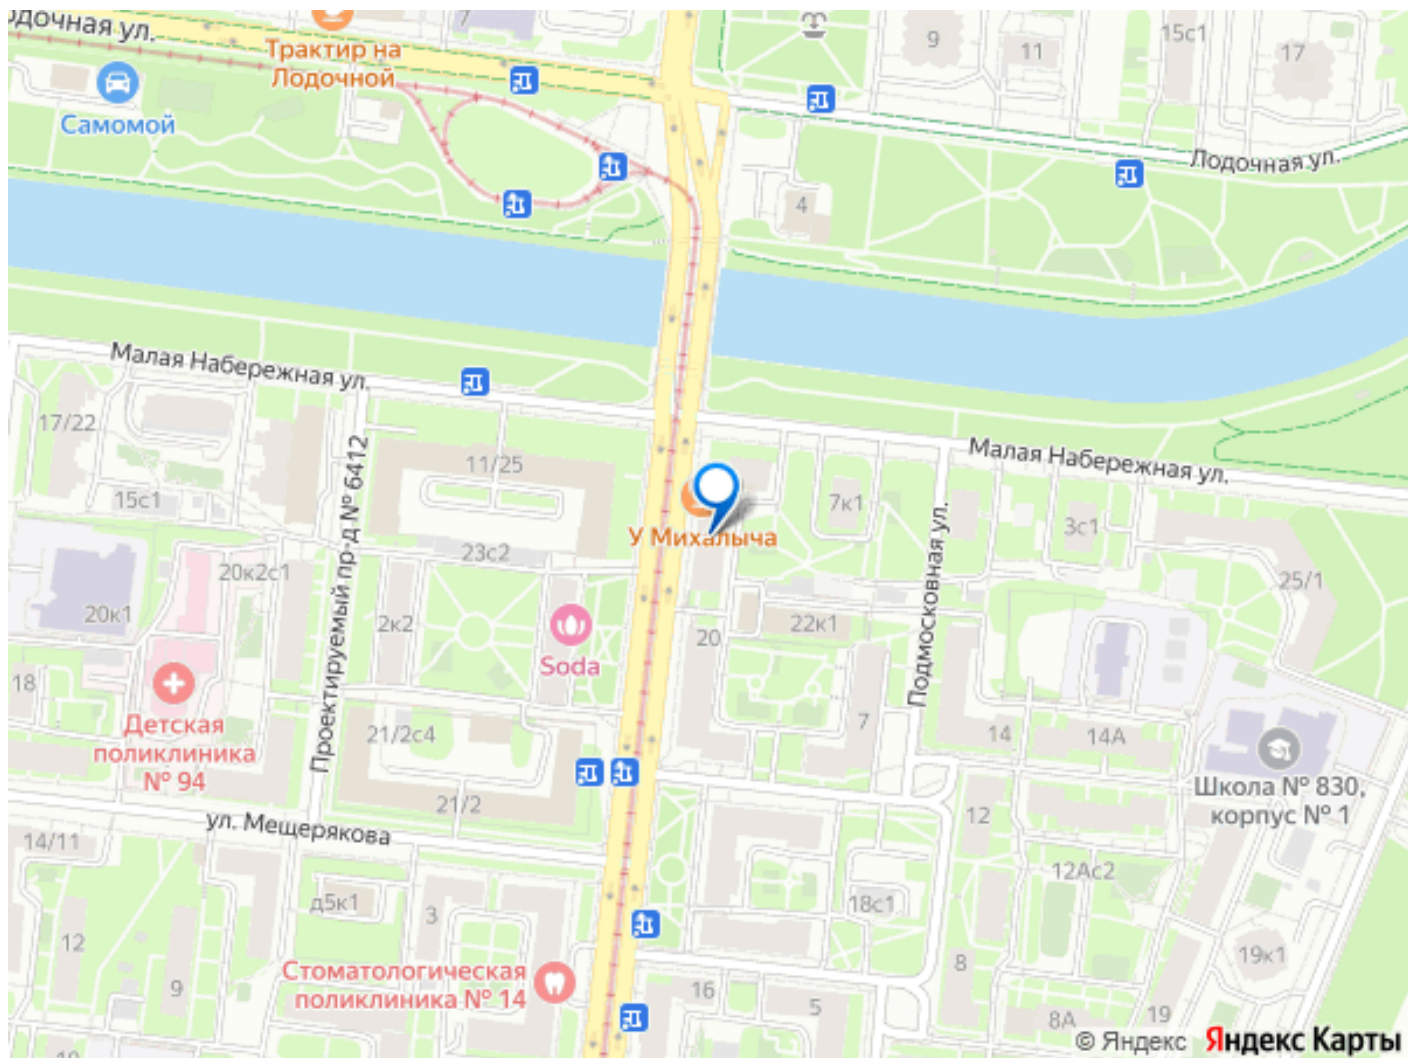 одочная ул.
Трактир на
Лодочной
7
9
11
15с1
17
Самомой
Лодочная ул.
4
Малая Набережная ул.
17/22
15с1
11/25
Проектируемый пр-д № 6412
23с2
У Михалыча
7к1
Малая Набережная ул.
3с1
25/1
Подмосковная ул.
20к2с1
20к1
2к2
22к1
20
Soda
18
Детская
поликлиника
№ 94
21/2с4
7
14
14А
Школа № 830,
корпус № 1
21/2
ул. Мещерякова
14/11
12
12Ас2
д5к1
3
18с1
12
9
Стоматологическая
поликлиника № 14
16
5
8
19к1
8А
19
© Яндекс Яндекс Карты